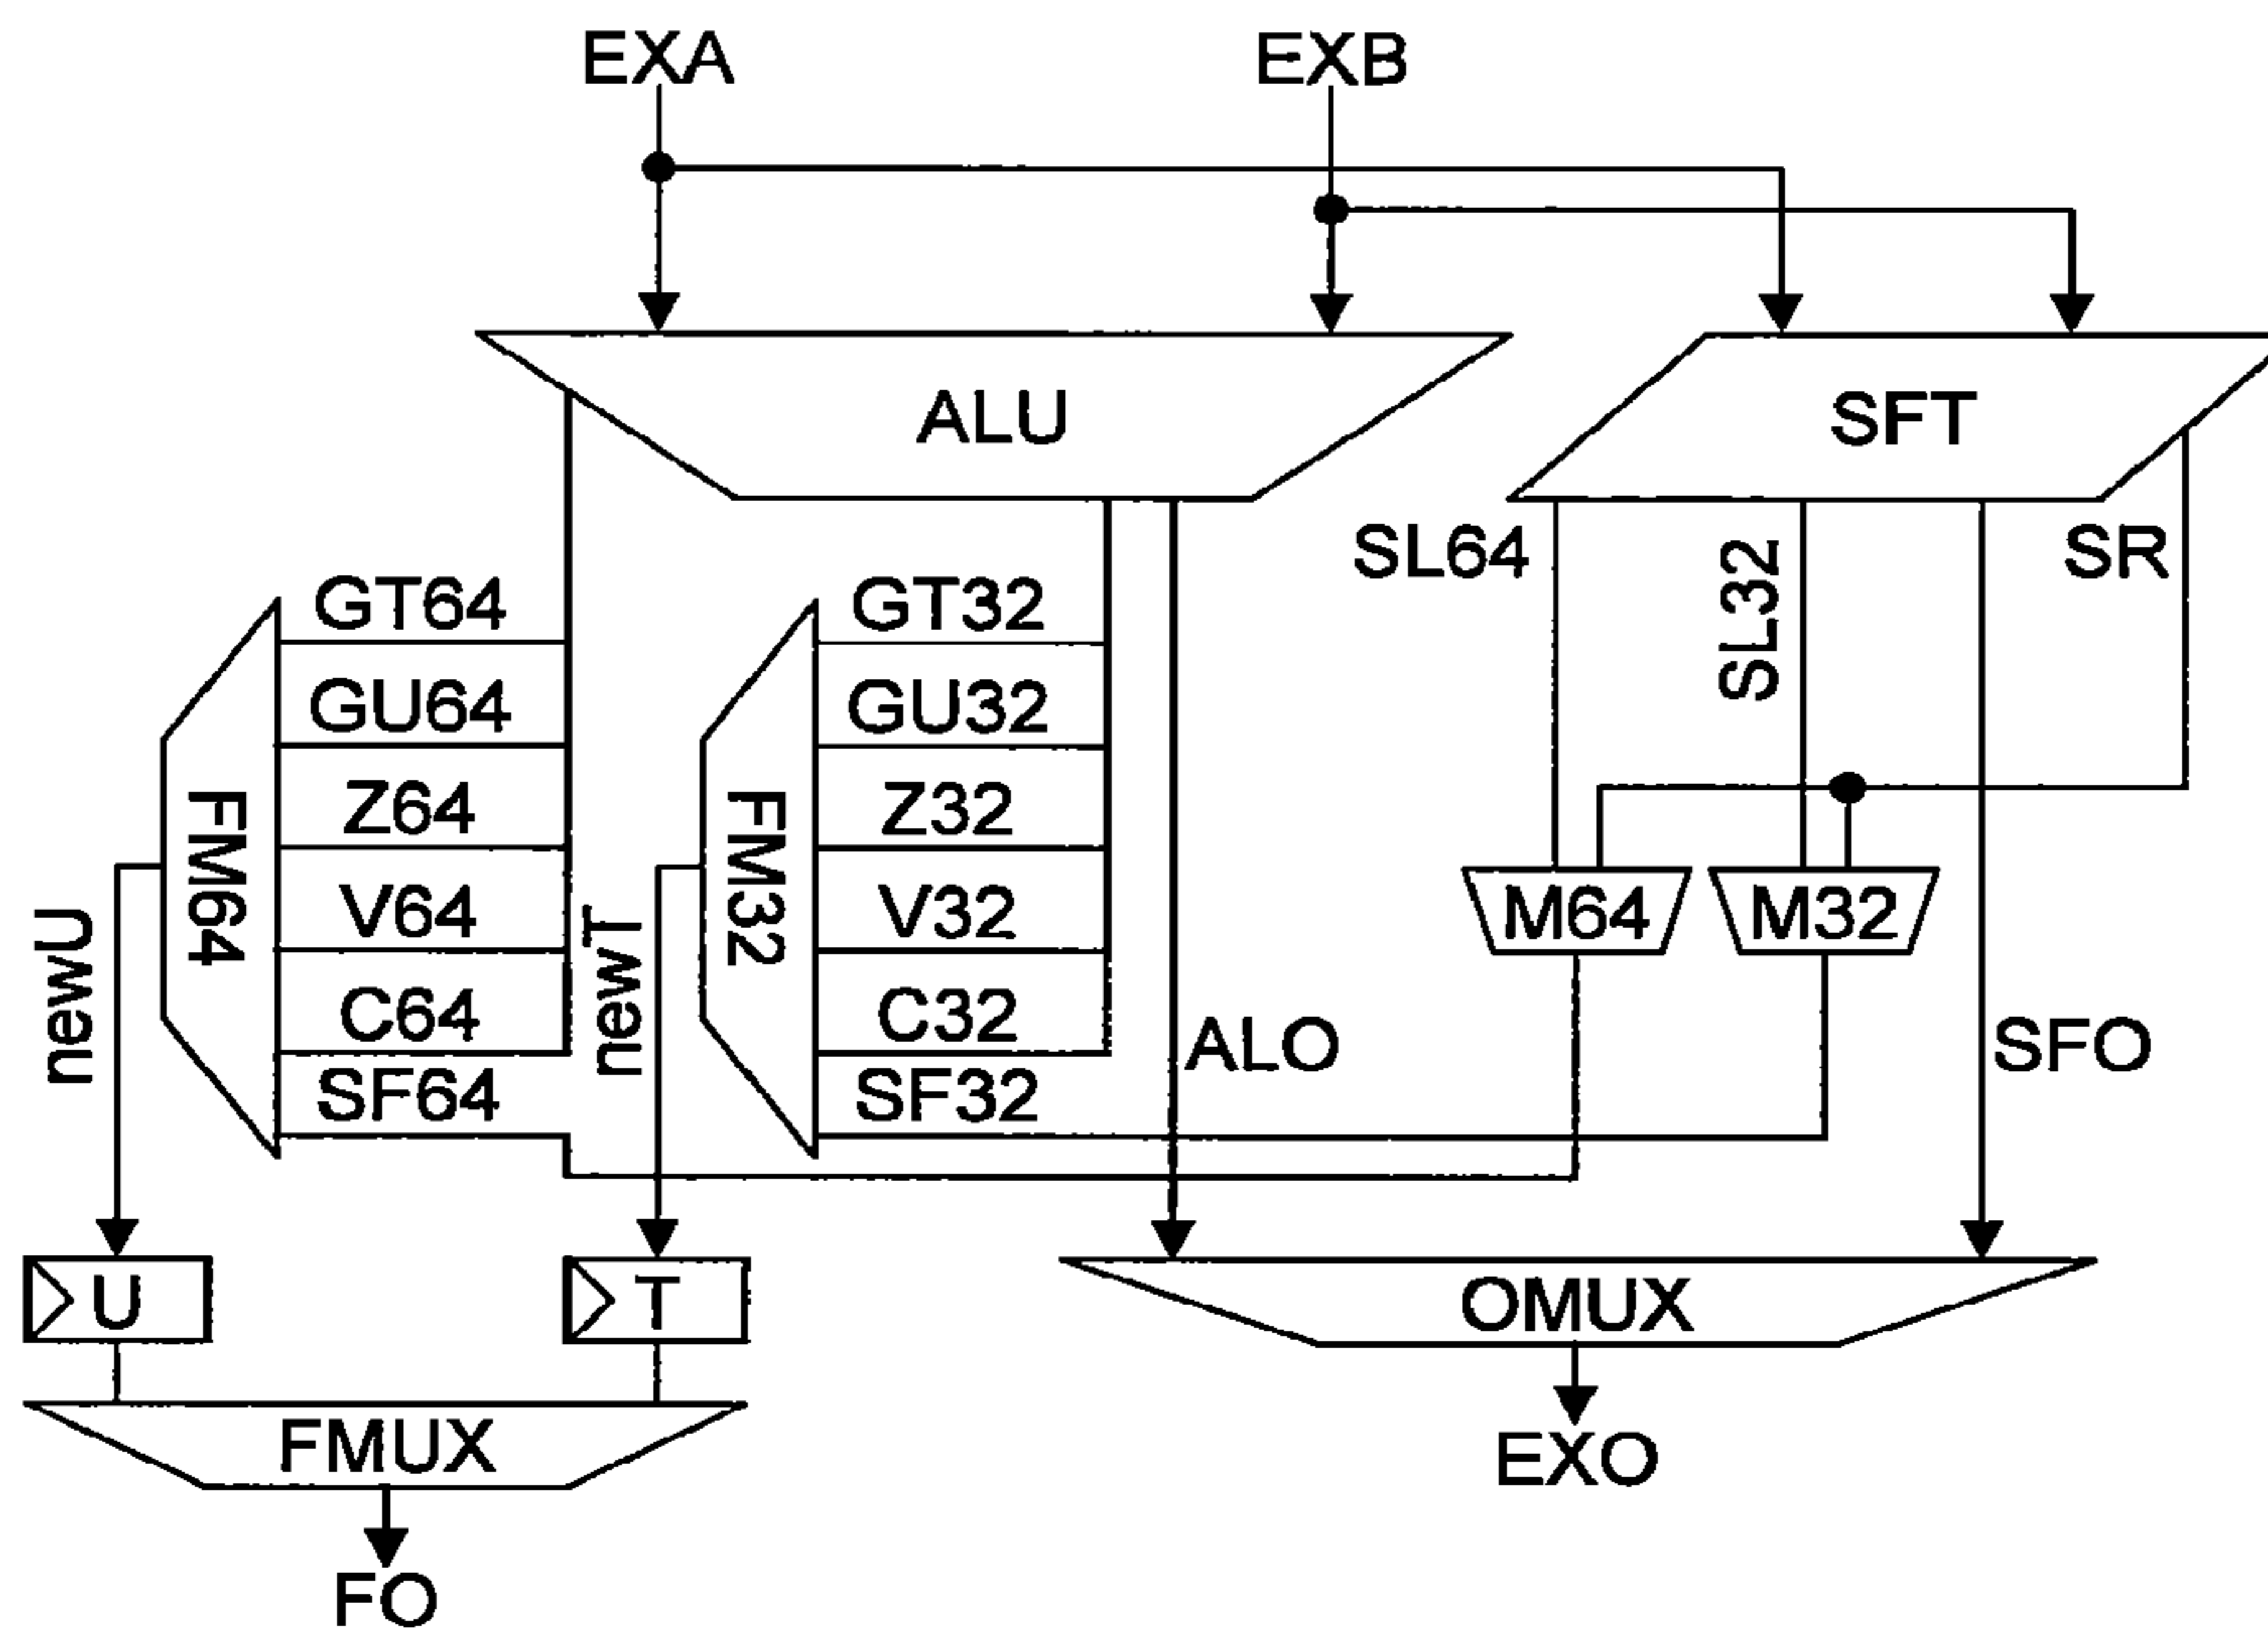 EXA
EXB
ALU
SFT
SL64
SL32
SR
GT64
GT32
GU64
GU32
Z64
Z32
FM64
FM32
V64
V32
M64
M32
newU
newT
C64
C32
ALO
SFO
SF64
SF32
U
T
OMUX
FMUX
EXO
FO